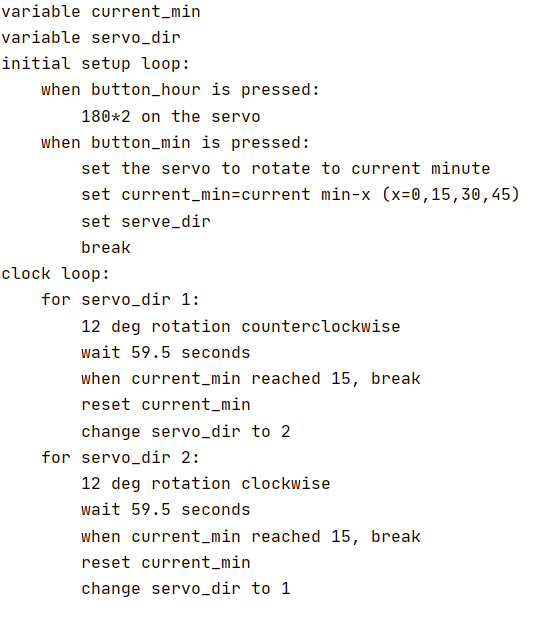 variable current_min
variable servo_dir
initial setup loop:
    when button_hour is pressed:
        180*2 on the servo
    when button_min is pressed:
        set the servo to rotate to current minute
        set current_min=current min-x (x=0,15,30,45)
        set serve_dir
        break
clock loop:
    for servo_dir 1:
        12 deg rotation counterclockwise
        wait 59.5 seconds
        when current_min reached 15, break
        reset current_min
        change servo_dir to 2
    for servo_dir 2:
        12 deg rotation clockwise
        wait 59.5 seconds
        when current_min reached 15, break
        reset current_min
        change servo_dir to 1